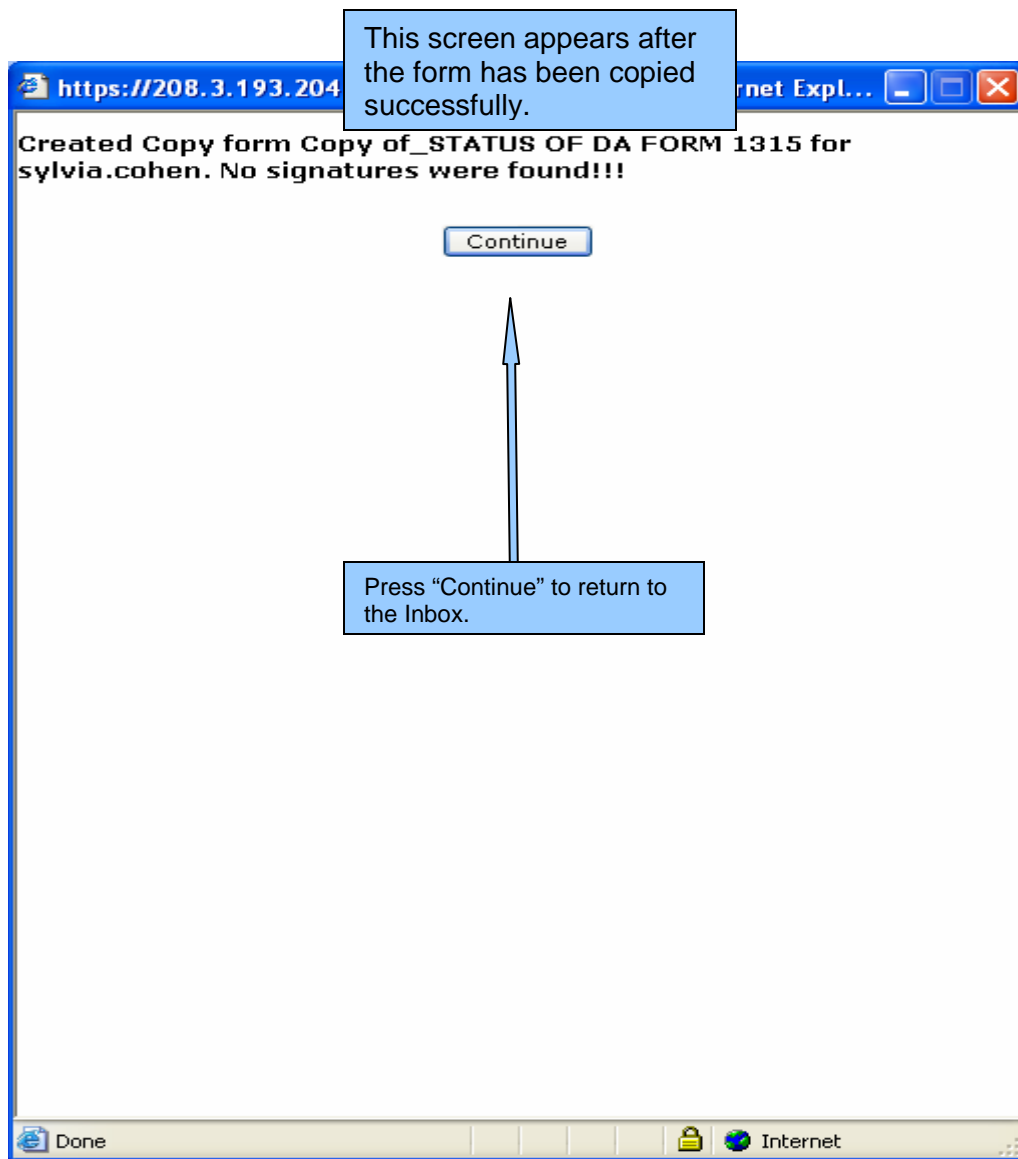 This screen appears after
the form has been copied
successfully.
https://208.3.193.204
rnet Expl...
Created Copy form Copy of_STATUS OF DA FORM 1315 for
sylvia.cohen. No signatures were found!!!
Continue
Press “Continue” to return to
the Inbox.
Done
Internet